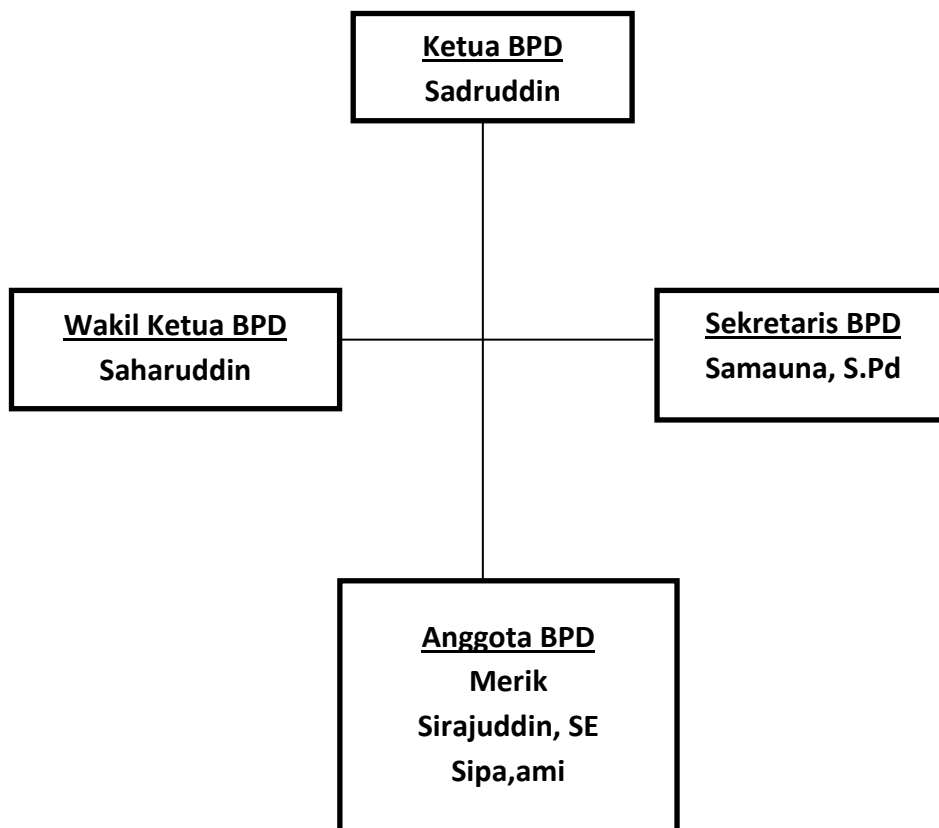 Ketua BPD
Sadruddin
Wakil Ketua BPD
Saharuddin
Sekretaris BPD
Samauna, S.Pd
Anggota BPD
Merik
Sirajuddin, SE
Sipa,ami